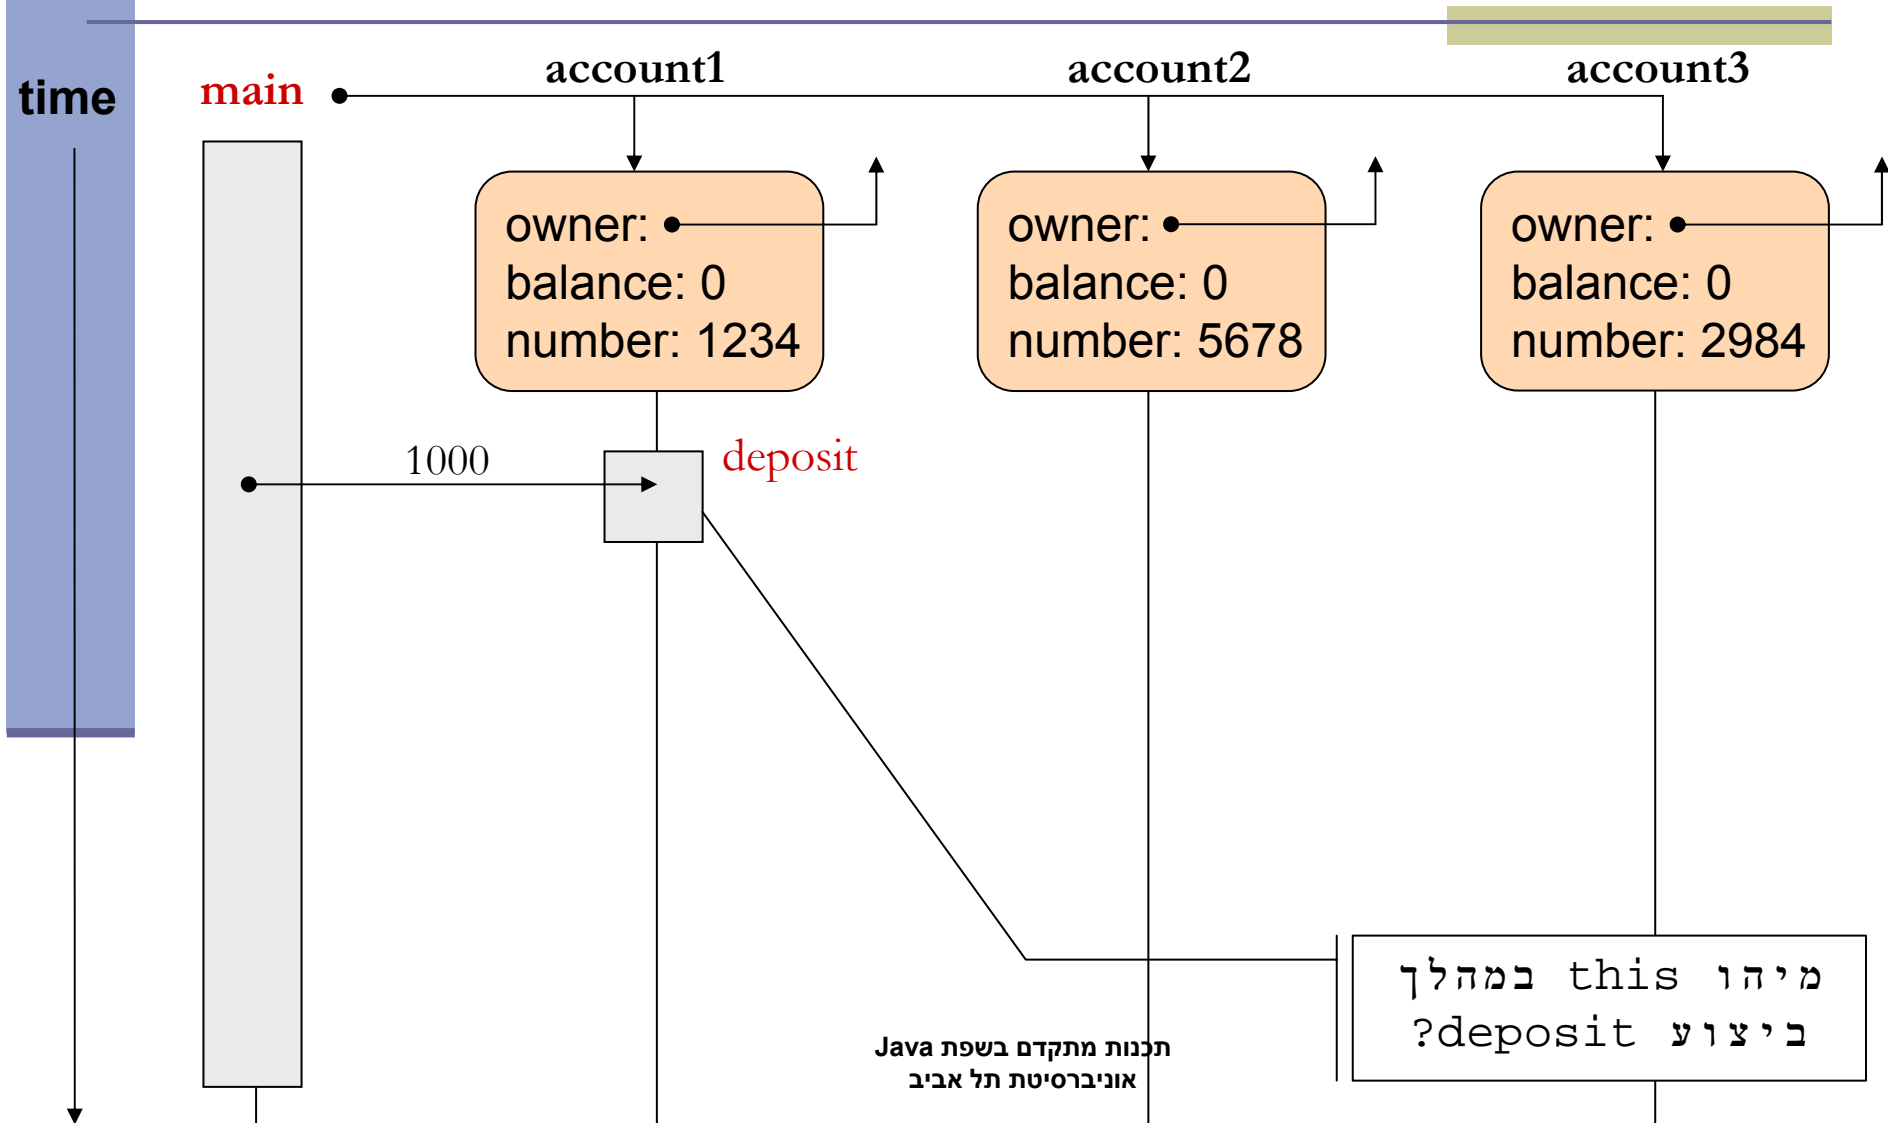 time
main
account1
account2
account3
owner:
balance: 0
number: 1234
owner:
balance: 0
number: 5678
owner:
balance: 0
number: 2984
1000
deposit
מיהו this במהלך
ביצוע deposit?
תכנות מתקדם בשפת Java
אוניברסיטת תל אביב